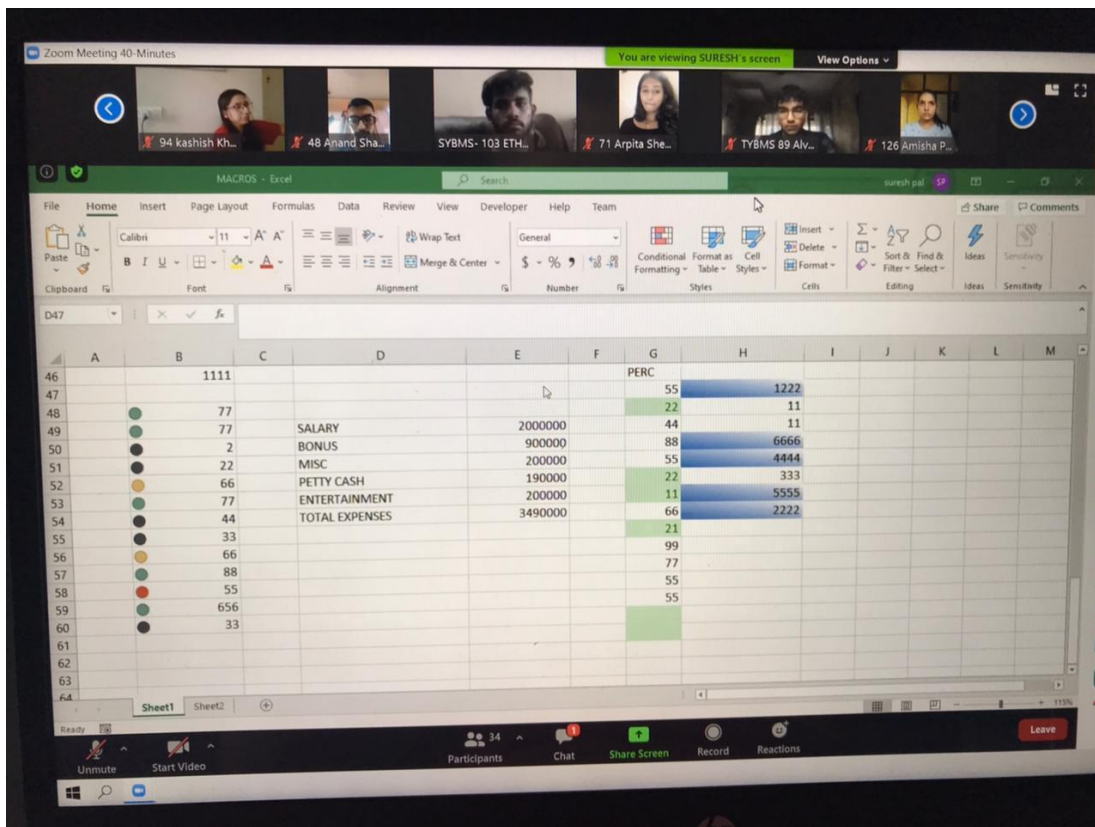 Zoom Meeting 40-Minutes
You are viewing SURESH's screen
View Options
94 kashish Kh...
48 Anand Sha...
SYBMS- 103 ETH...
71 Arpita She...
TYBMS 89 Alv...
126 Amisha P...
MACROS - Excel
Search
suresh pal SP
File Home Insert Page Layout Formulas Data Review View Developer Help Team
Share Comments
Paste
Calibri 11 A^ A˅
Wrap Text
General
B I U A
Merge & Center
$ % 9
Conditional Formatting
Format as Table
Cell Styles
Insert
Delete
Format
Sort & Filter
Find & Select
Ideas
Sensitivity
Clipboard Font Alignment Number Styles Cells Editing Ideas Sensitivity
D47 fx
A B C D E F G H I J K L M
46 1111 PERC
47 55 1222
48 77 22 11
49 77 SALARY 2000000 44 11
50 2 BONUS 900000 88 6666
51 22 MISC 200000 55 4444
52 66 PETTY CASH 190000 22 333
53 77 ENTERTAINMENT 200000 11 5555
54 44 TOTAL EXPENSES 3490000 66 2222
55 33 21
56 66 99
57 88 77
58 55 55
59 656 55
60 33
61
62
63
64
Sheet1 Sheet2
Ready
115%
Unmute
Start Video
34
Participants
1
Chat
Share Screen
Record
Reactions
Leave